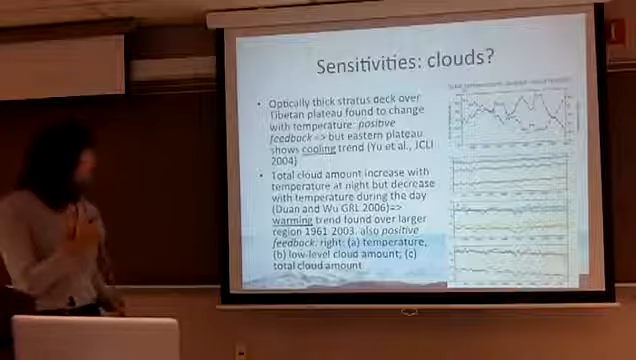 Sensitivities: clouds?
• Optically thick stratus deck over
Tibetan plateau found to change
with temperature: positive
feedback => but eastern plateau
shows cooling trend (Yu et al., JCLI
2004)
• Total cloud amount increase with
temperature at night but decrease
with temperature during the day
(Duan and Wu GRL 2006)=>
warming trend found over larger
region 1961-2003. also positive
feedback. right: (a) temperature,
(b) low-level cloud amount; (c)
total cloud amount